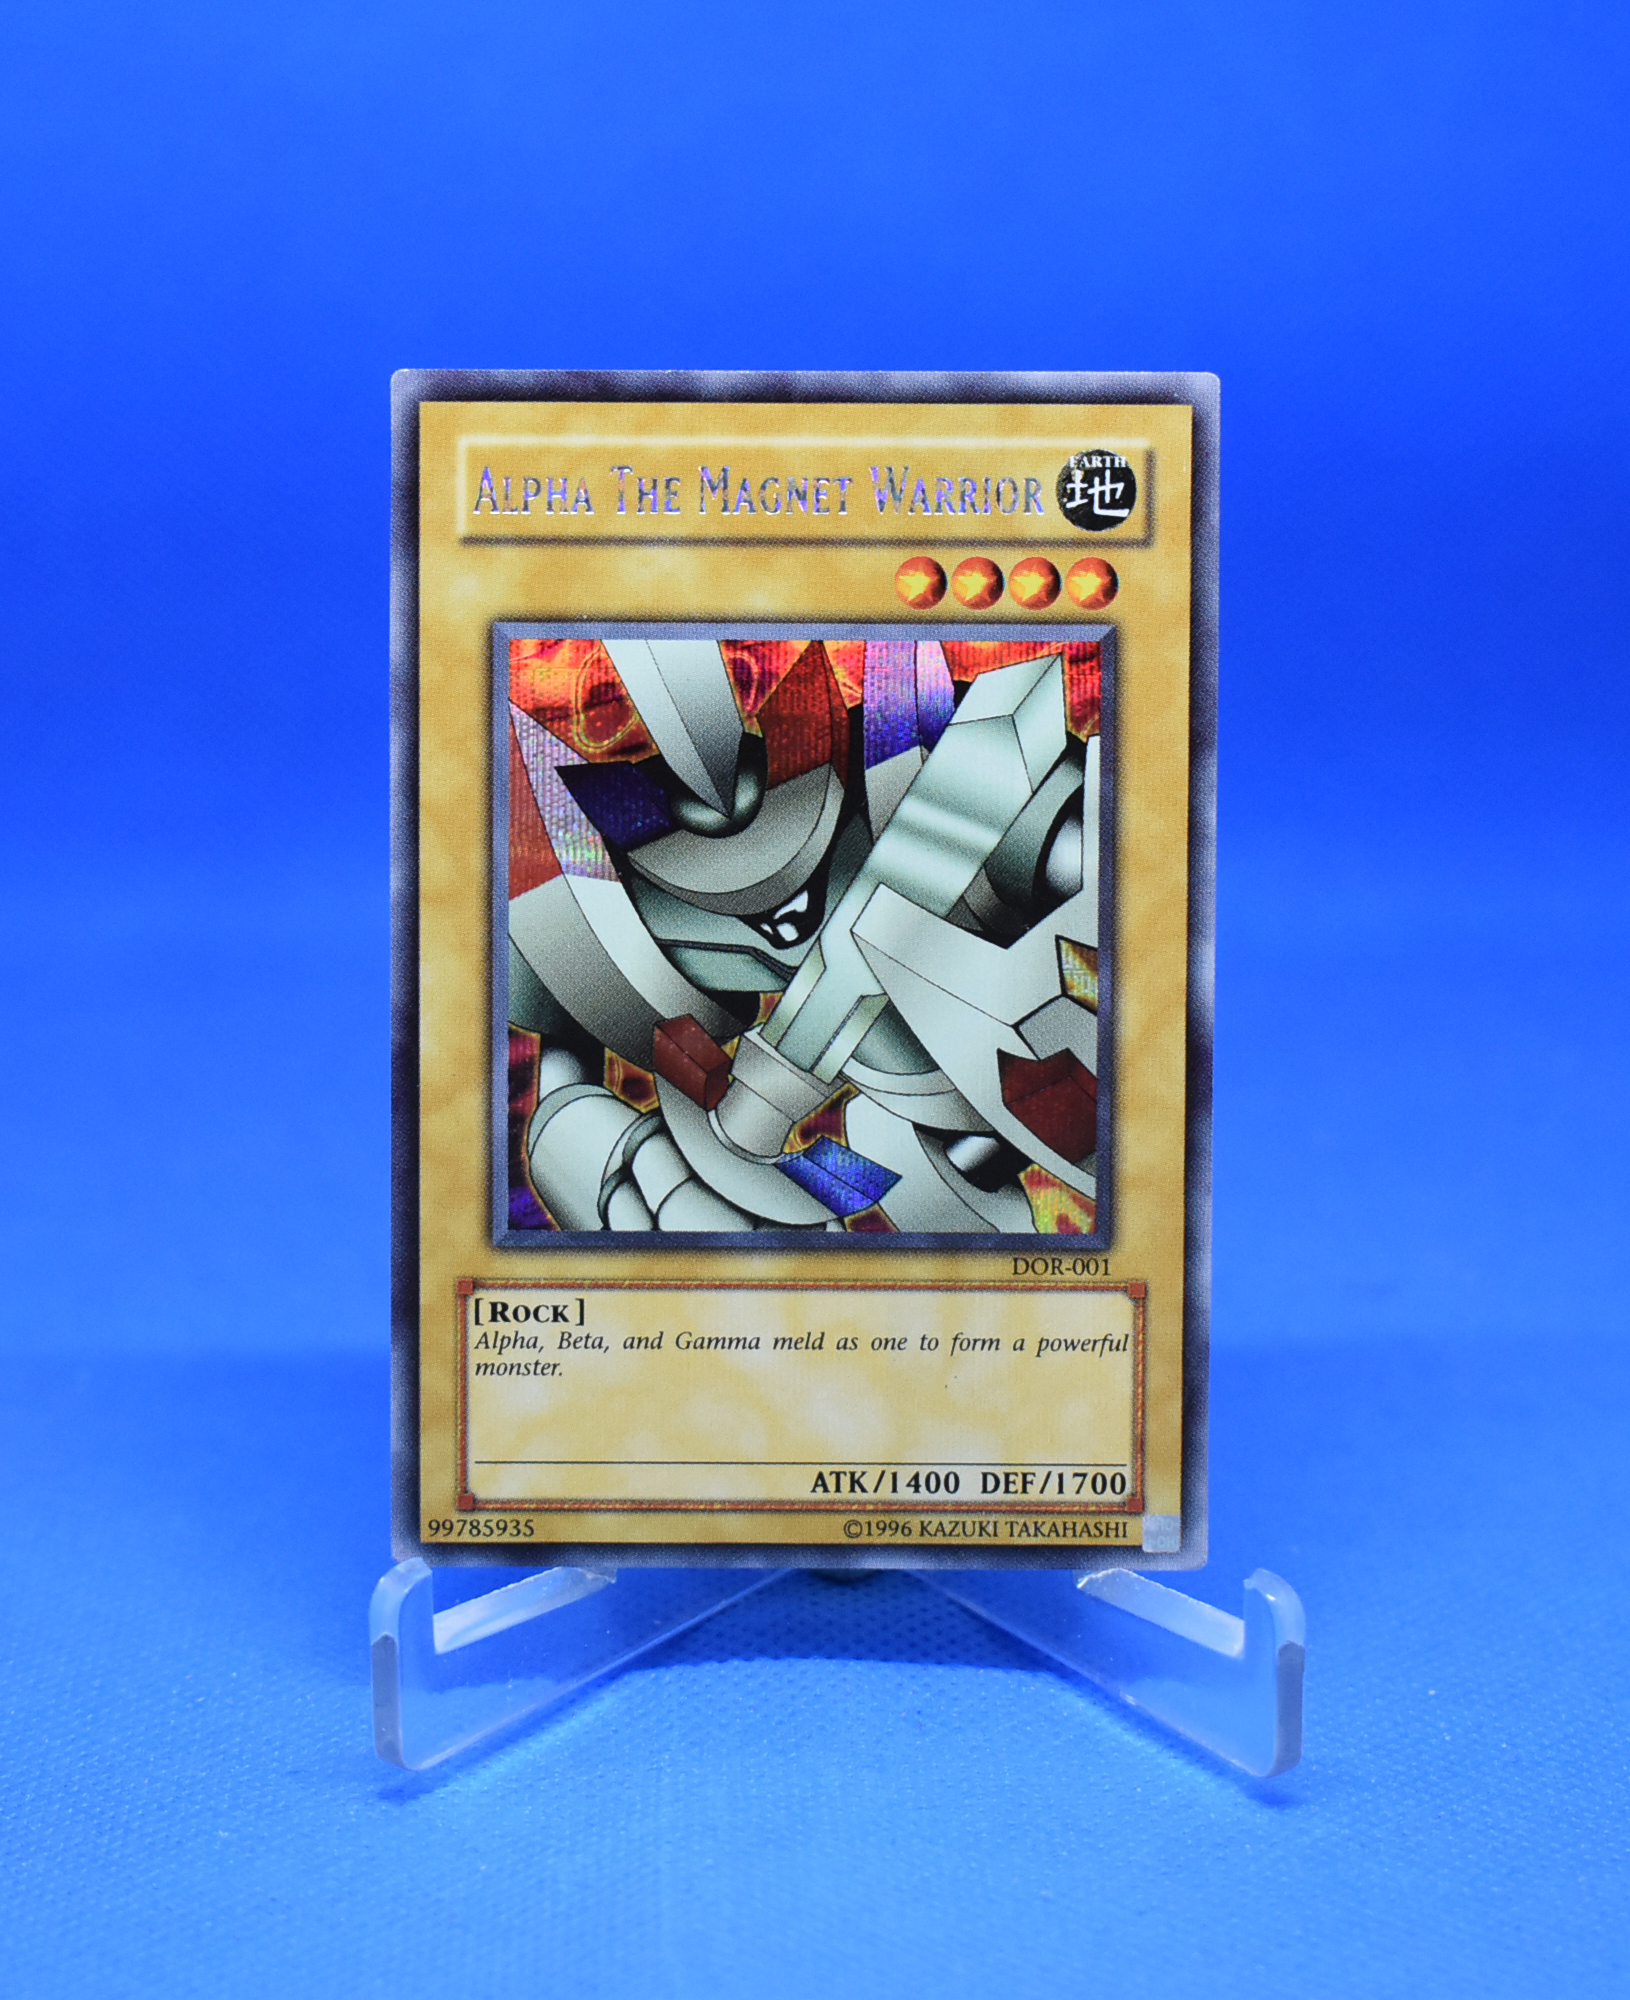 ALPHA THE MAGNET WARRIOR
EARTH
地
DOR-001
[ROCK]
Alpha, Beta, and Gamma meld as one to form a powerful
monster.
ATK/1400 DEF/1700
99785935
©1996 KAZUKI TAKAHASHI